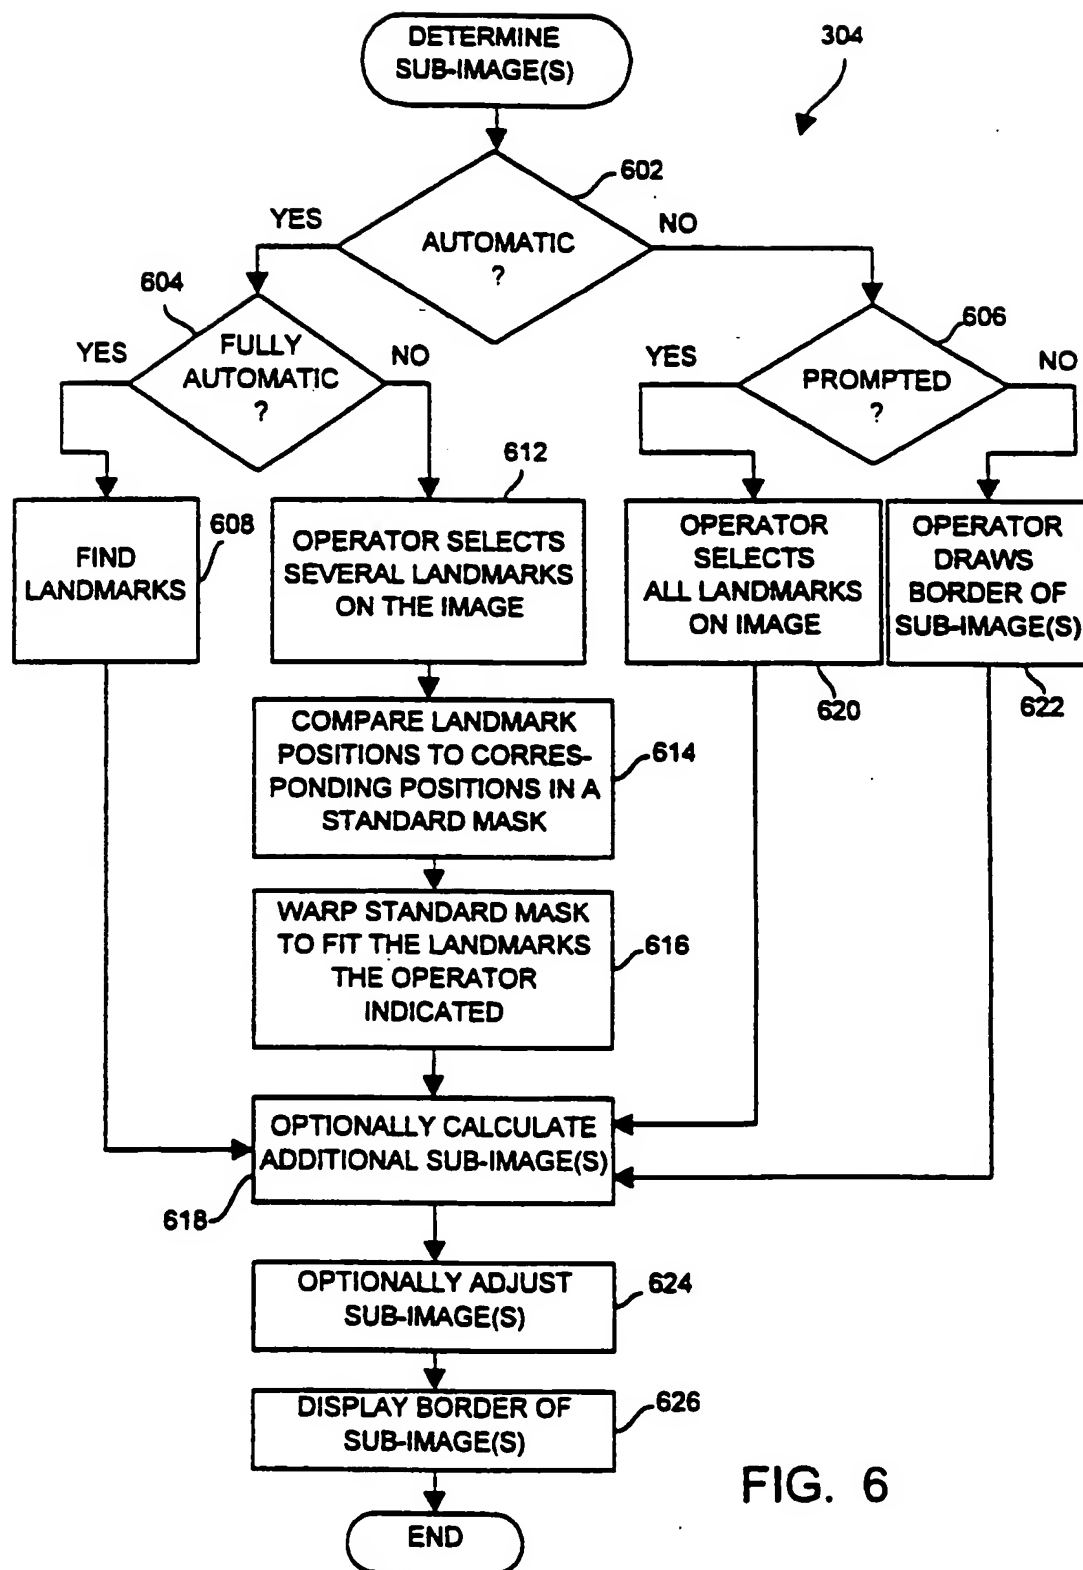 DETERMINE
SUB-IMAGE(S)
304
602
YES
NO
AUTOMATIC
?
604
606
YES
FULLY
AUTOMATIC
?
NO
YES
PROMPTED
?
NO
612
608
FIND
LANDMARKS
OPERATOR SELECTS
SEVERAL LANDMARKS
ON THE IMAGE
OPERATOR
SELECTS
ALL LANDMARKS
ON IMAGE
OPERATOR
DRAWS
BORDER OF
SUB-IMAGE(S)
620
622
COMPARE LANDMARK
POSITIONS TO CORRES-
PONDING POSITIONS IN A
STANDARD MASK
614
WARP STANDARD MASK
TO FIT THE LANDMARKS
THE OPERATOR
INDICATED
616
OPTIONALLY CALCULATE
ADDITIONAL SUB-IMAGE(S)
618
OPTIONALLY ADJUST
SUB-IMAGE(S)
624
DISPLAY BORDER OF
SUB-IMAGE(S)
626
FIG. 6
END